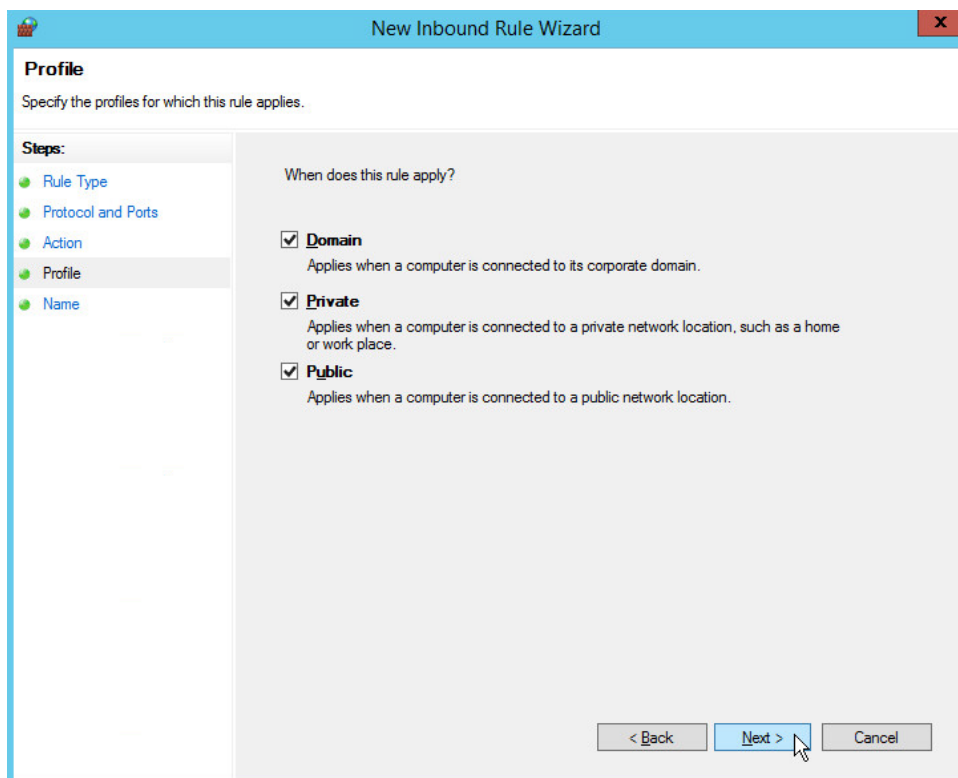 New Inbound Rule Wizard
x
Profile
Specify the profiles for which this rule applies.
Steps:
Rule Type
Protocol and Ports
Action
Profile
Name
When does this rule apply?
Domain
Applies when a computer is connected to its corporate domain.
Private
Applies when a computer is connected to a private network location, such as a home
or work place.
Public
Applies when a computer is connected to a public network location.
< Back
Next >
Cancel